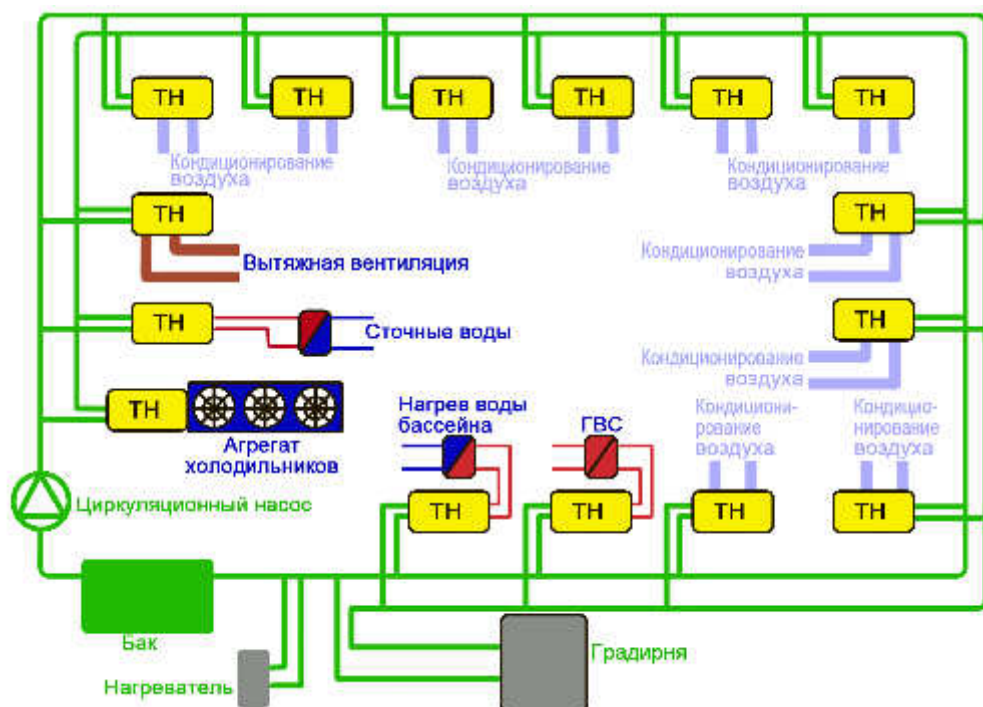 ТН ТН ТН ТН ТН ТН
Кондиционирование
воздуха
Кондиционирование
воздуха
Кондиционирование
воздуха
ТН
Вытяжная вентиляция
ТН
Кондиционирование
воздуха
ТН
Сточные воды
ТН
Кондиционирование
воздуха
ТН
Агрегат
холодильников
Нагрев воды
бассейна
ГВС
Кондициони-
рование
воздуха
Кондицио-
нирование
воздуха
Циркуляционный насос
ТН ТН ТН ТН
Бак
Нагреватель
Градирня